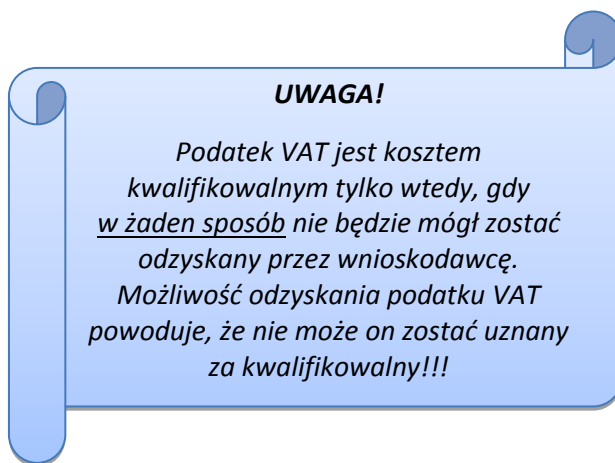 UWAGA!
Podatek VAT jest kosztem
kwalifikowalnym tylko wtedy, gdy
w żaden sposób nie będzie mógł zostać
odzyskany przez wnioskodawcę.
Możliwość odzyskania podatku VAT
powoduje, że nie może on zostać uznany
za kwalifikowalny!!!